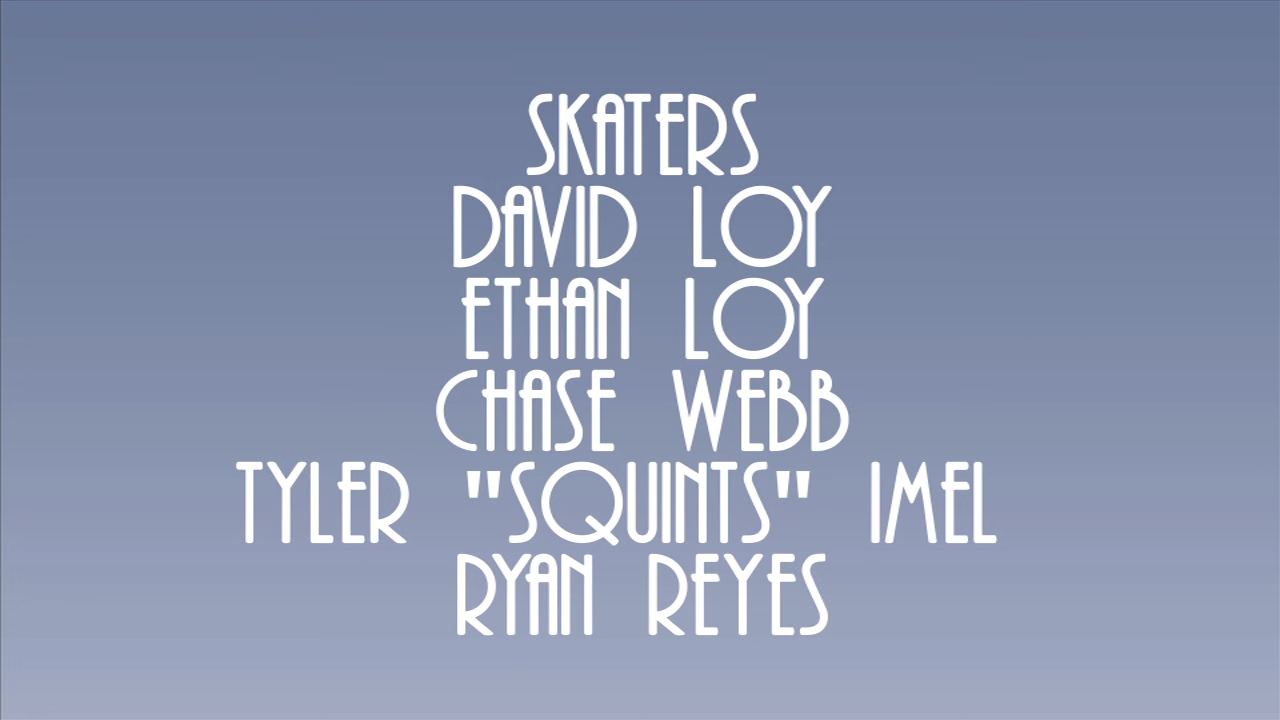 SKATERS
DAVID LOY
ETHAN LOY
CHASE WEBB
TYLER "SQUINTS" IMEL
RYAN REYES